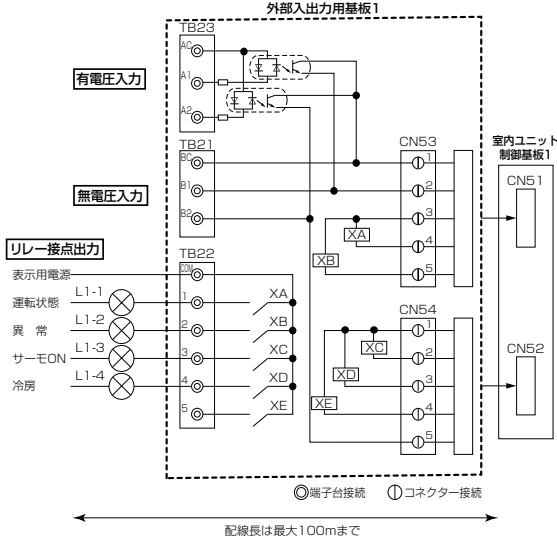 外部入出力用基板1
TB23
AC
A1
A2
有電圧入力
TB21
BC
B1
B2
無電圧入力
CN53
1
2
3
4
5
XA
XB
室内ユニット
制御基板1
CN51
リレー接点出力
TB22
表示用電源
COM
運転状態
L1-1
1
XA
異 常
L1-2
2
XB
サーモON
L1-3
3
XC
冷房
L1-4
4
XD
5
XE
CN54
1
2
3
4
5
XC
XD
XE
CN52
端子台接続
コネクター接続
配線長は最大100mまで